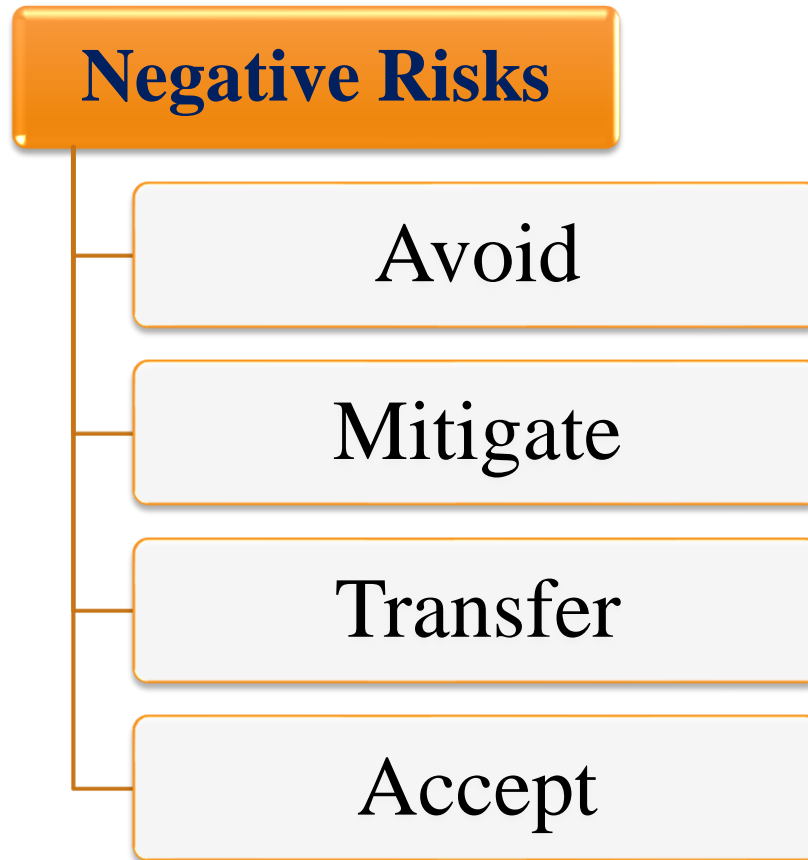 Negative Risks
Avoid
Mitigate
Transfer
Accept